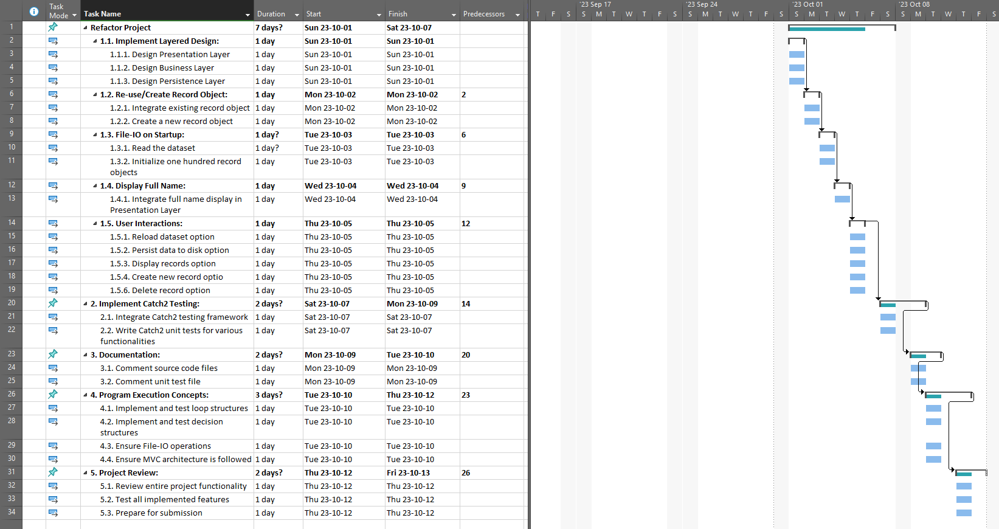 Task Mode Task Name Duration Start Finish Predecessors
'23 Sep 17 '23 Sep 24 '23 Oct 01 '23 Oct 08
T F S S M T W T F S S M T W T F S S M T W T F S S M T W T F S
1 Refactor Project 7 days? Sun 23-10-01 Sat 23-10-07
2 1.1. Implement Layered Design: 1 day Sun 23-10-01 Sun 23-10-01
3 1.1.1. Design Presentation Layer 1 day Sun 23-10-01 Sun 23-10-01
4 1.1.2. Design Business Layer 1 day Sun 23-10-01 Sun 23-10-01
5 1.1.3. Design Persistence Layer 1 day Sun 23-10-01 Sun 23-10-01
6 1.2. Re-use/Create Record Object: 1 day Mon 23-10-02 Mon 23-10-02 2
7 1.2.1. Integrate existing record object 1 day Mon 23-10-02 Mon 23-10-02
8 1.2.2. Create a new record object 1 day Mon 23-10-02 Mon 23-10-02
9 1.3. File-IO on Startup: 1 day? Tue 23-10-03 Tue 23-10-03 6
10 1.3.1. Read the dataset 1 day? Tue 23-10-03 Tue 23-10-03
11 1.3.2. Initialize one hundred record 1 day Tue 23-10-03 Tue 23-10-03
objects
12 1.4. Display Full Name: 1 day Wed 23-10-04 Wed 23-10-04 9
13 1.4.1. Integrate full name display in 1 day Wed 23-10-04 Wed 23-10-04
Presentation Layer
14 1.5. User Interactions: 1 day Thu 23-10-05 Thu 23-10-05 12
15 1.5.1. Reload dataset option 1 day Thu 23-10-05 Thu 23-10-05
16 1.5.2. Persist data to disk option 1 day Thu 23-10-05 Thu 23-10-05
17 1.5.3. Display records option 1 day Thu 23-10-05 Thu 23-10-05
18 1.5.4. Create new record optio 1 day Thu 23-10-05 Thu 23-10-05
19 1.5.6. Delete record option 1 day Thu 23-10-05 Thu 23-10-05
20 2. Implement Catch2 Testing: 2 days? Sat 23-10-07 Mon 23-10-09 14
21 2.1. Integrate Catch2 testing framework 1 day Sat 23-10-07 Sat 23-10-07
22 2.2. Write Catch2 unit tests for various 1 day Sat 23-10-07 Sat 23-10-07
functionalities
23 3. Documentation: 2 days? Mon 23-10-09 Tue 23-10-10 20
24 3.1. Comment source code files 1 day Mon 23-10-09 Mon 23-10-09
25 3.2. Comment unit test file 1 day Mon 23-10-09 Mon 23-10-09
26 4. Program Execution Concepts: 3 days? Tue 23-10-10 Thu 23-10-12 23
27 4.1. Implement and test loop structures 1 day Tue 23-10-10 Tue 23-10-10
28 4.2. Implement and test decision 1 day Tue 23-10-10 Tue 23-10-10
structures
29 4.3. Ensure File-IO operations 1 day Tue 23-10-10 Tue 23-10-10
30 4.4. Ensure MVC architecture is followed 1 day Tue 23-10-10 Tue 23-10-10
31 5. Project Review: 2 days? Thu 23-10-12 Fri 23-10-13 26
32 5.1. Review entire project functionality 1 day Thu 23-10-12 Thu 23-10-12
33 5.2. Test all implemented features 1 day Thu 23-10-12 Thu 23-10-12
34 5.3. Prepare for submission 1 day Thu 23-10-12 Thu 23-10-12